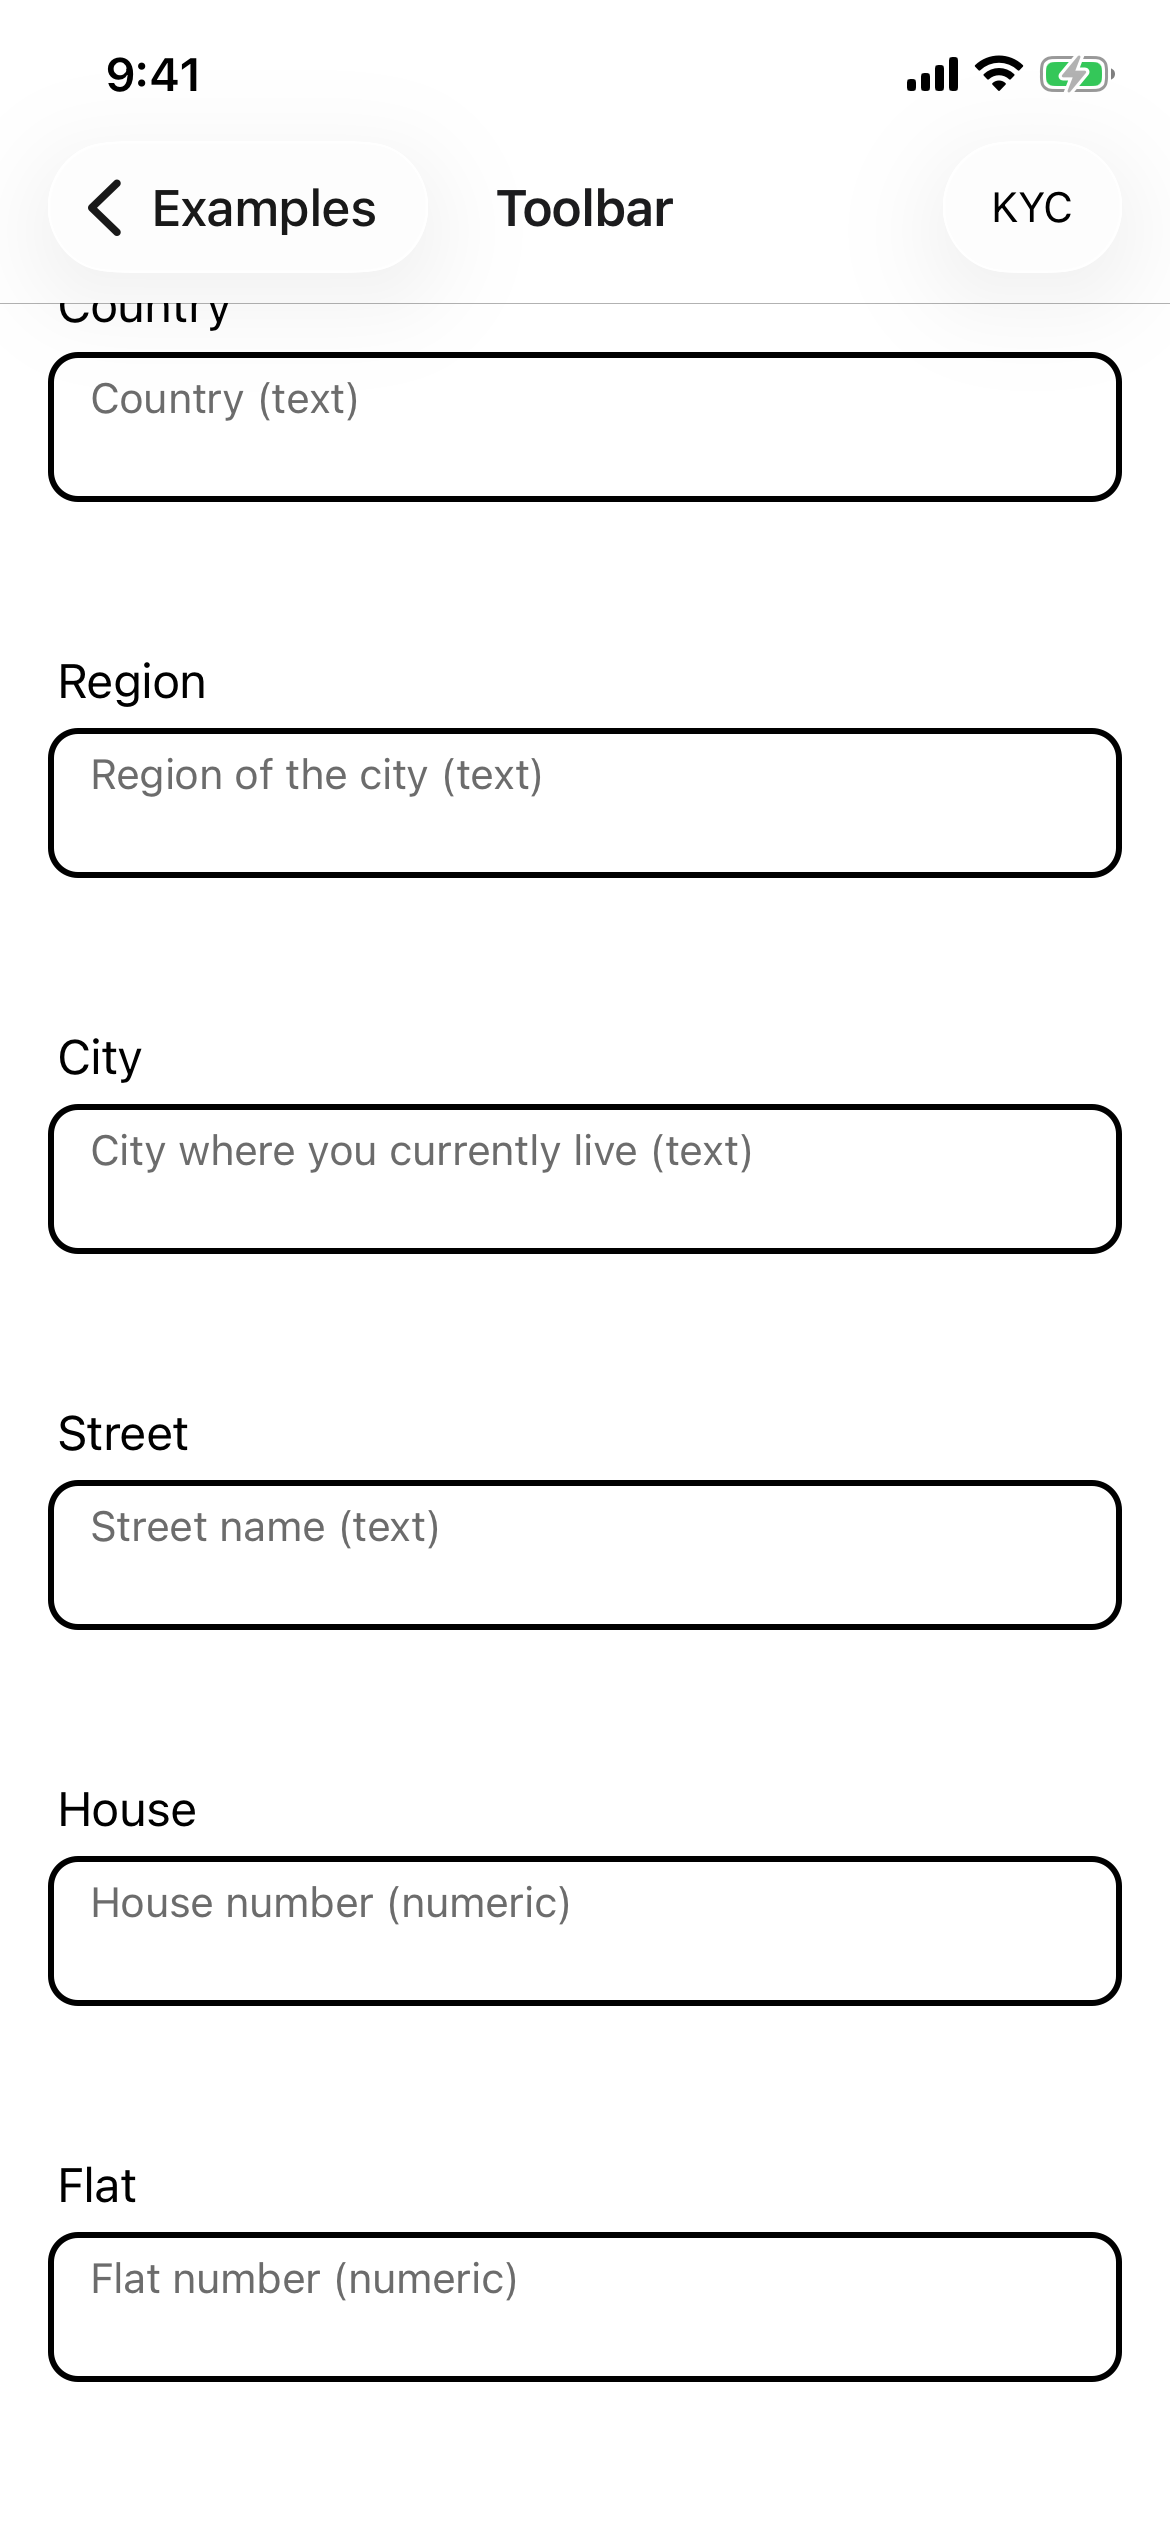 9:41
Examples
Toolbar
KYC
Country
Country (text)
Region
Region of the city (text)
City
City where you currently live (text)
Street
Street name (text)
House
House number (numeric)
Flat
Flat number (numeric)